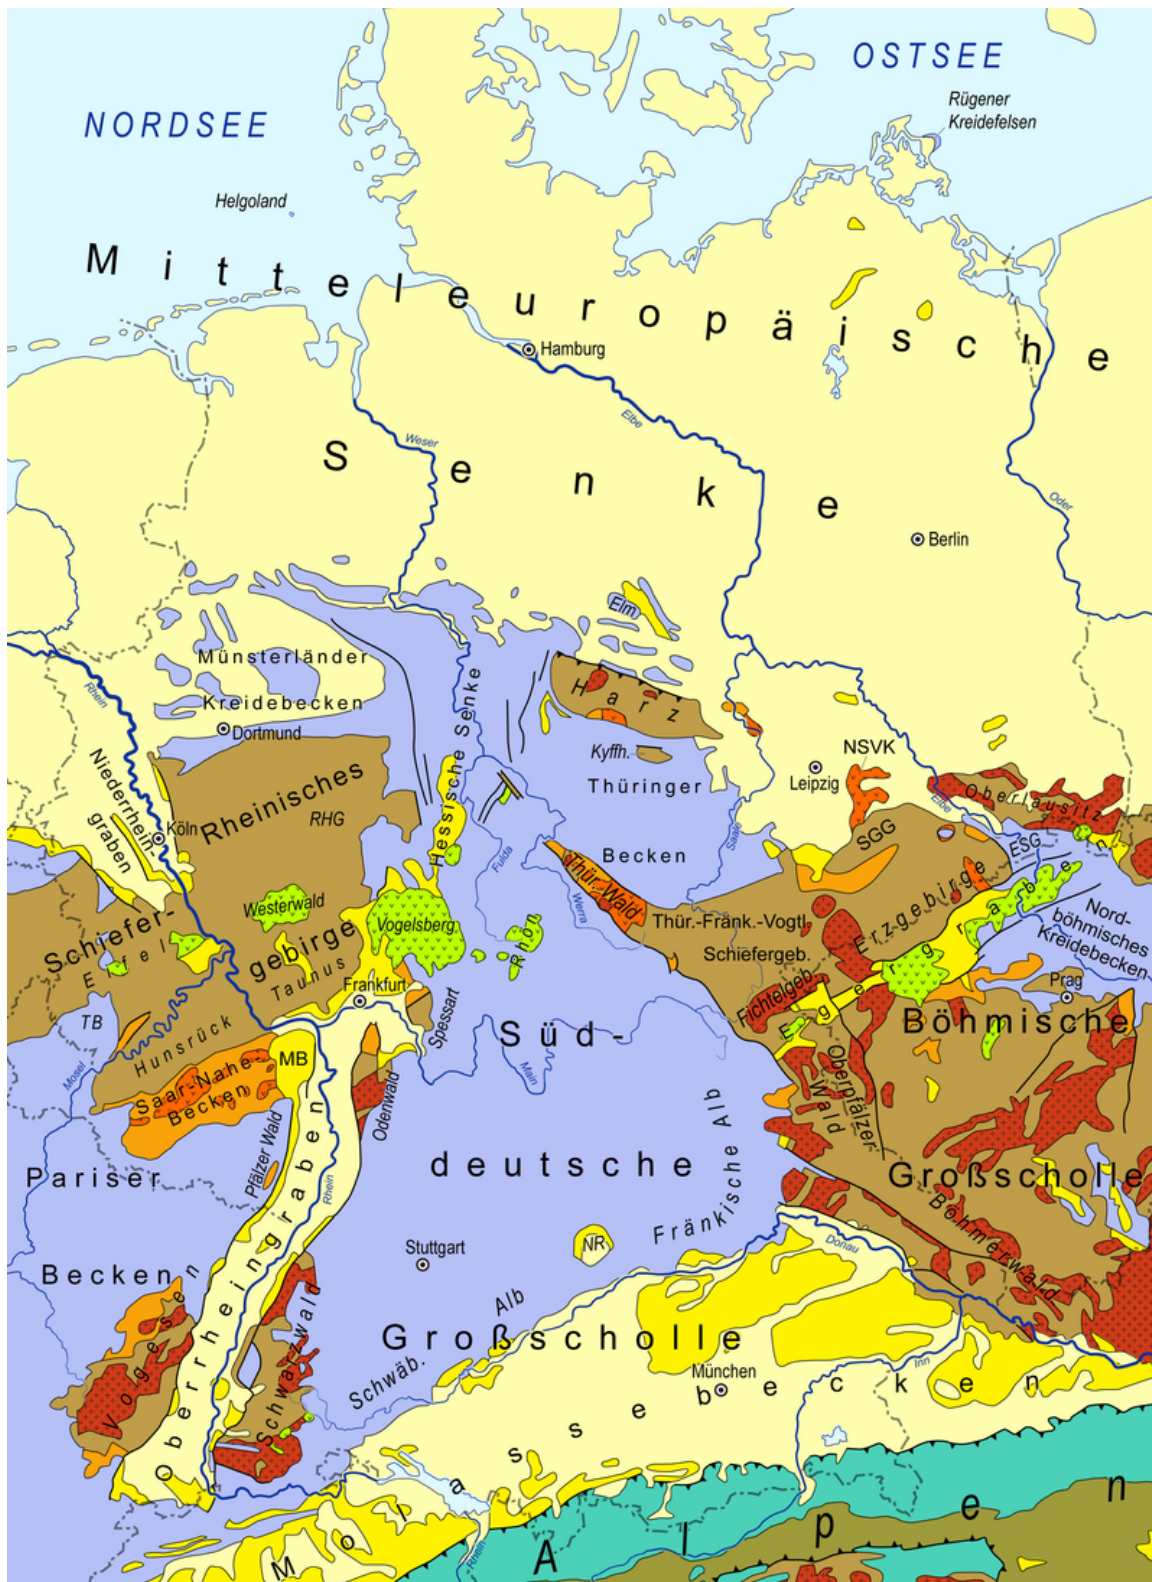 OSTSEE
Rügener
Kreidefelsen
NORDSEE
Helgoland
Mitteleuropäische
Hamburg
Elbe
Weser
Senke
Oder
Berlin
Elm
Münsterländer
Rhein
Kreidebecken
Dortmund
Hessische Senke
Harz
Kyffh.
NSVK
Thüringer
Leipzig
Oberlausitz
Elbe
Niederrhein-
graben
Köln
Rheinisches
RHG
SGG
ESG
Saale
Becken
Fulda
Thür.-Wald
Werra
Westerwald
Vogelsberg
Rhön
Thür.-Fränk.-Vogtl.
Schiefergeb.
Erzgebirge
Egergraben
Nord-
böhmisches
Kreidebecken
Schiefer-
gebirge
Eifel
Taunus
Frankfurt
Spessart
Fichtelgeb.
Prag
TB
Hunsrück
Mosel
MB
Süd-
Main
Böhmische
Oberpfälzer
Wald
Saar-Nahe-
Becken
Odenwald
Pfälzer Wald
Rhein
Pariser
deutsche
Fränkische Alb
Großscholle
Böhmerwald
Becken
Stuttgart
NR
Donau
Oberrheingraben
Vogesen
Schwarzwald
Schwäb. Alb
Großscholle
München
Inn
Molassebecken
Rhein
Alpen